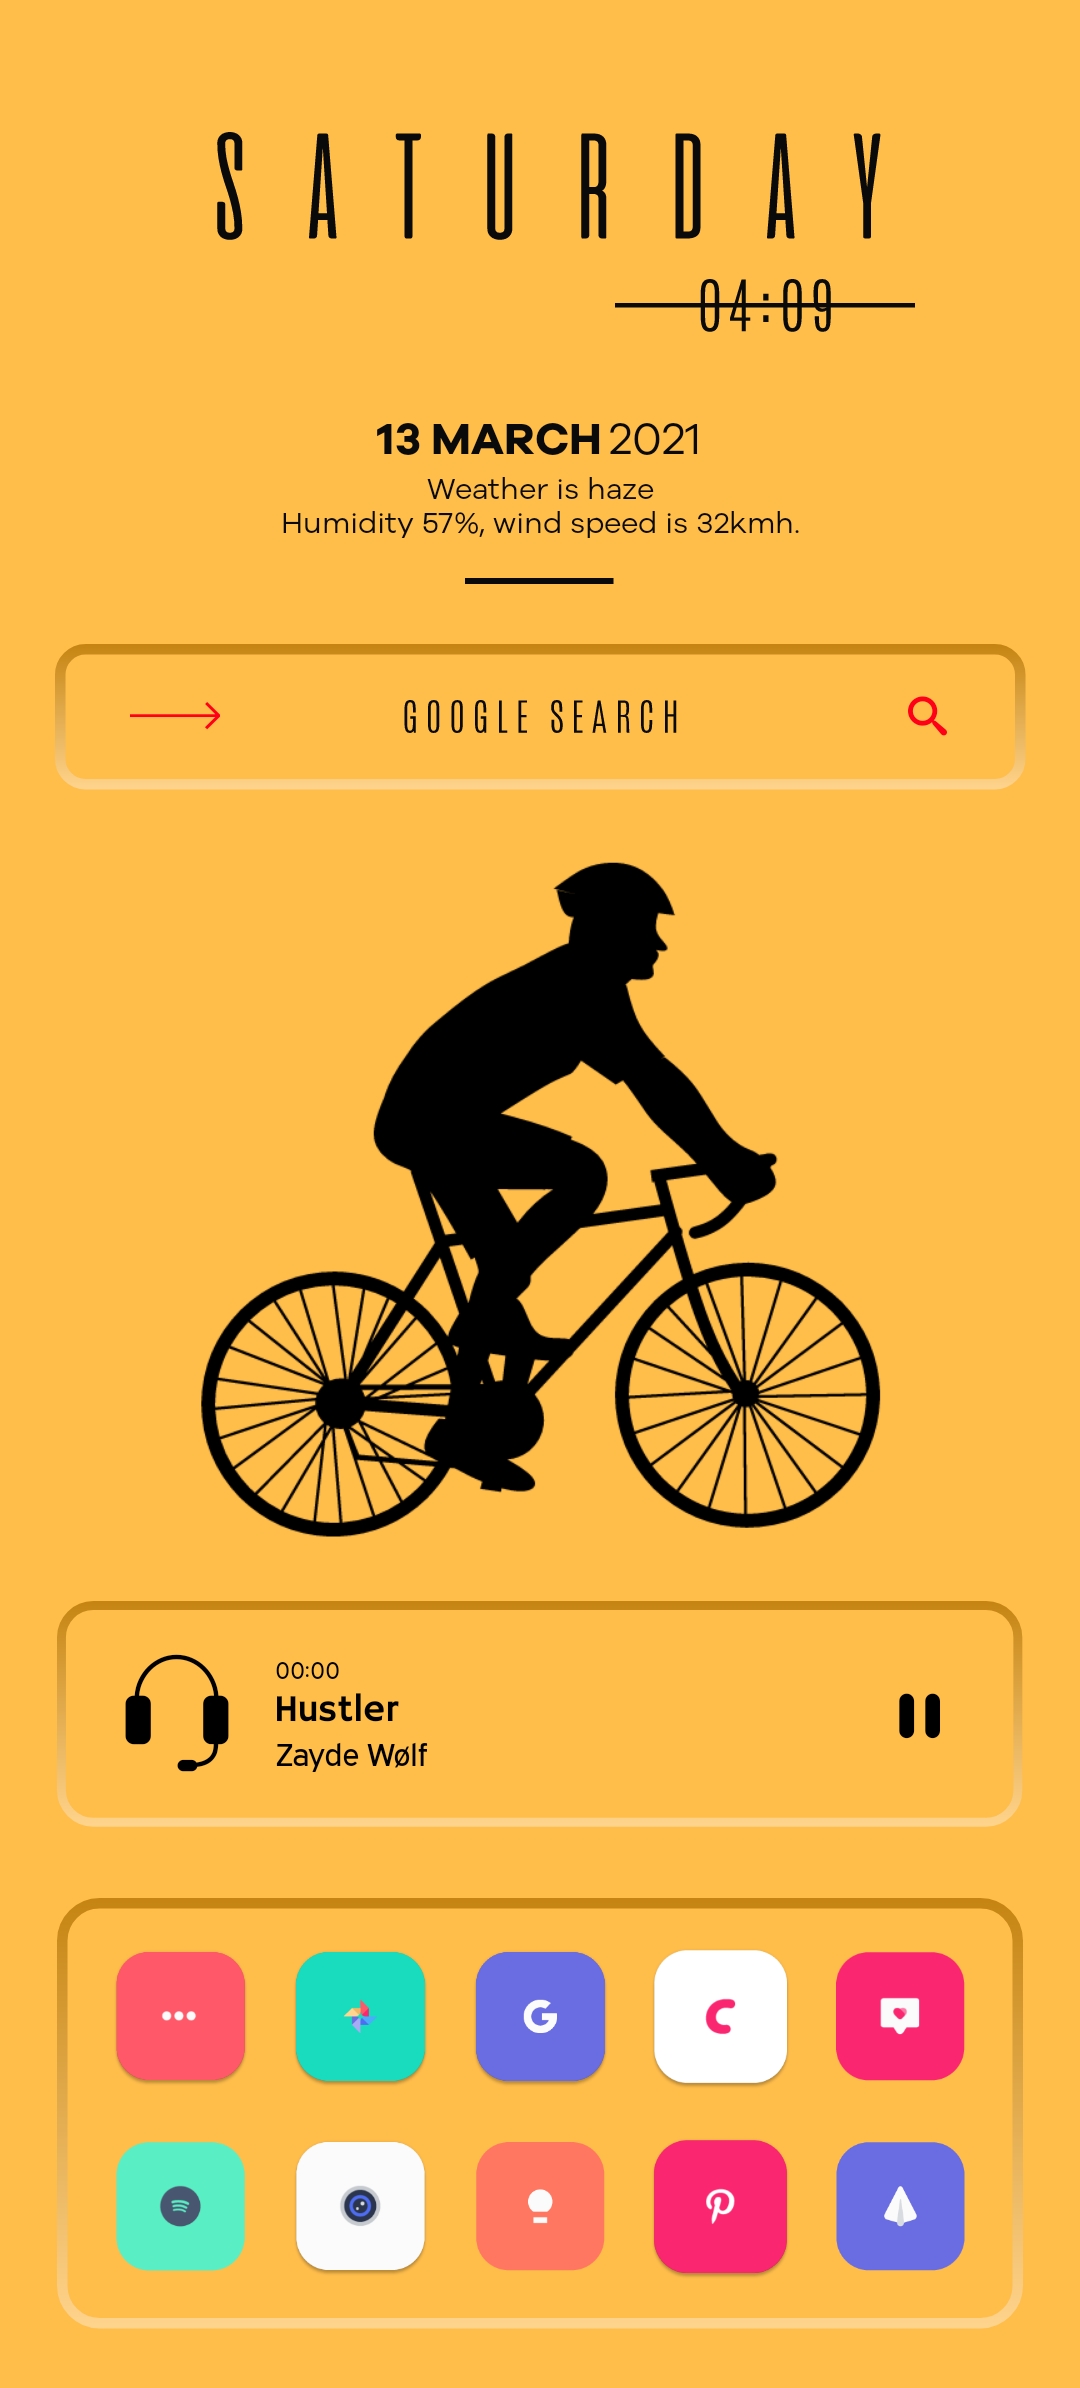 SATURDAY
04:09
13 MARCH 2021
Weather is haze
Humidity 57%, wind speed is 32kmh.
GOOGLE SEARCH
00:00
Hustler
Zayde Wølf